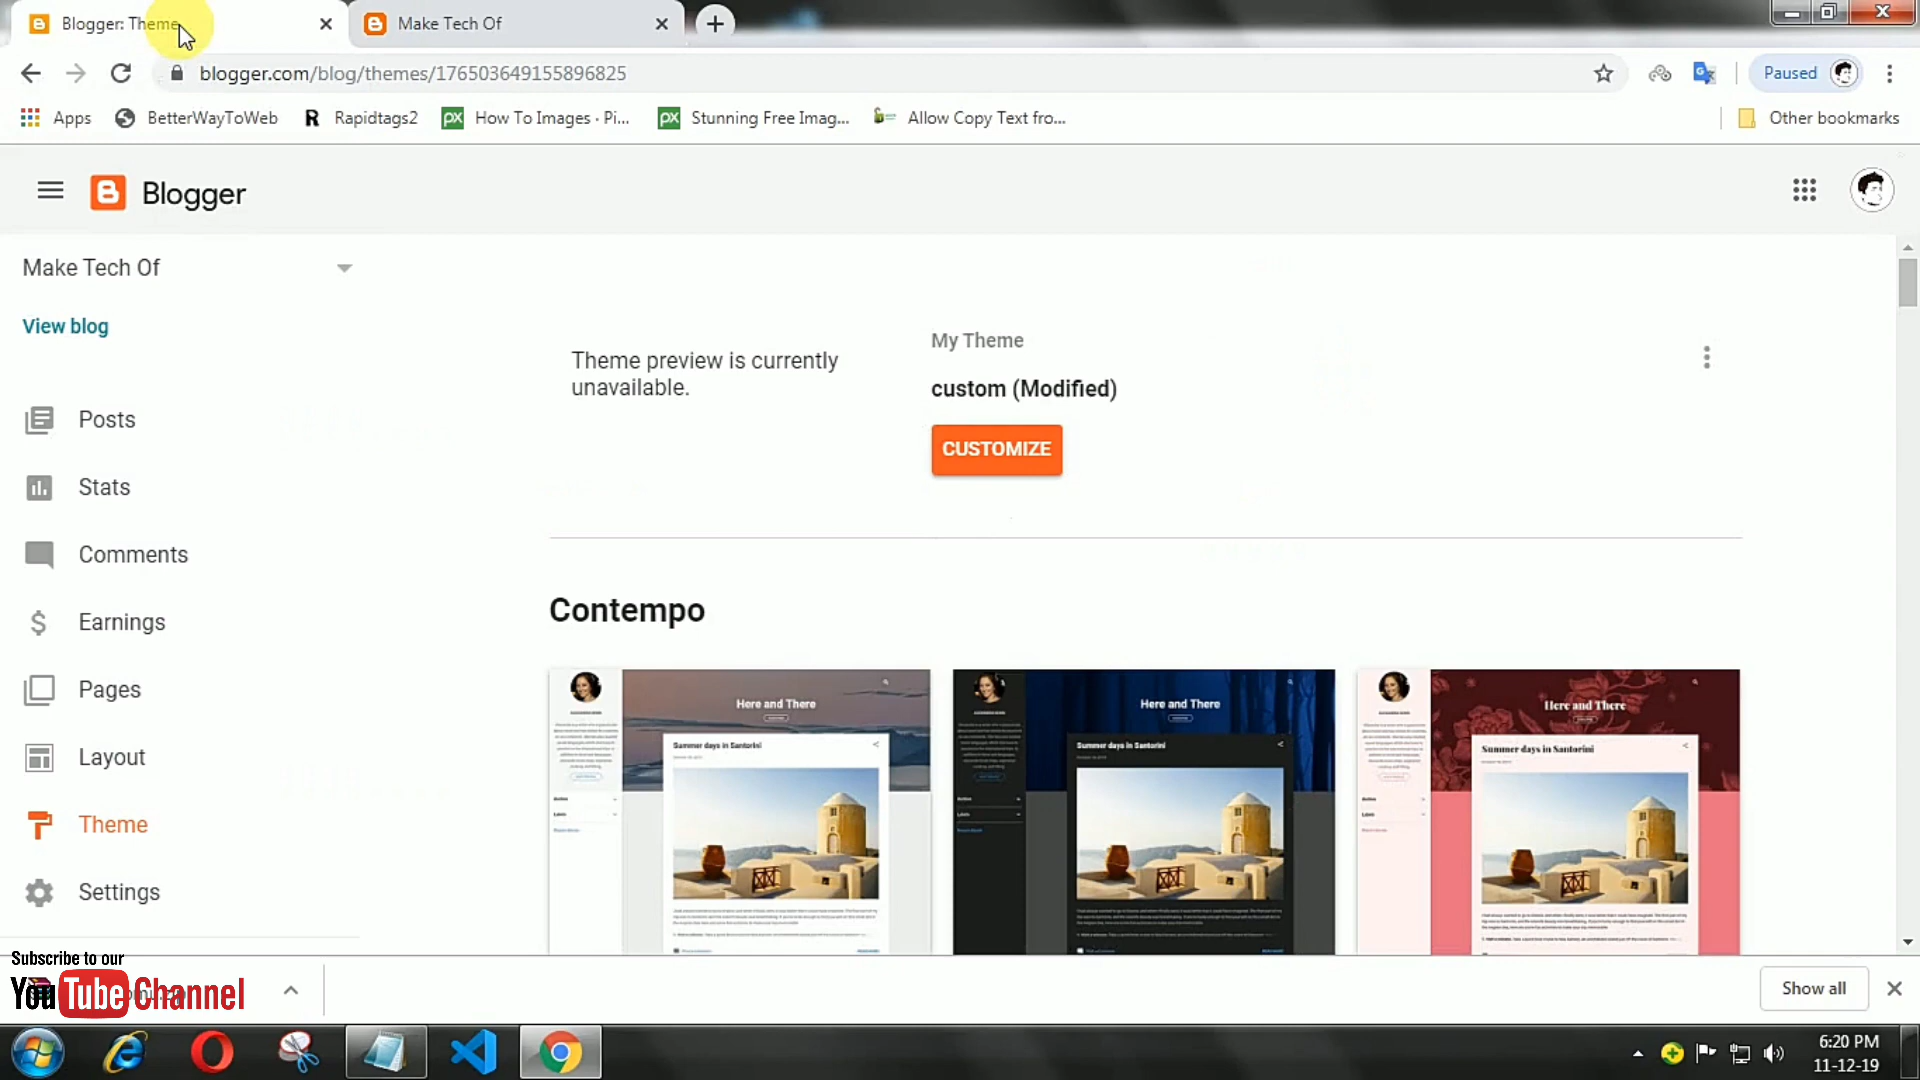 Blogger: Theme
Make Tech Of
blogger.com/blog/themes/176503649155896825
Paused
Apps
BetterWayToWeb
Rapidtags2
How To Images · Pi...
Stunning Free Imag...
Allow Copy Text fro...
Other bookmarks
Blogger
Make Tech Of
View blog
Theme preview is currently
unavailable.
My Theme
custom (Modified)
CUSTOMIZE
Posts
Stats
Comments
Earnings
Pages
Layout
Theme
Settings
Contempo
Here and There
Summer days in Santorini
Here and There
Summer days in Santorini
Here and There
Summer days in Santorini
Subscribe to our
YouTube Channel
Show all
6:20 PM
11-12-19